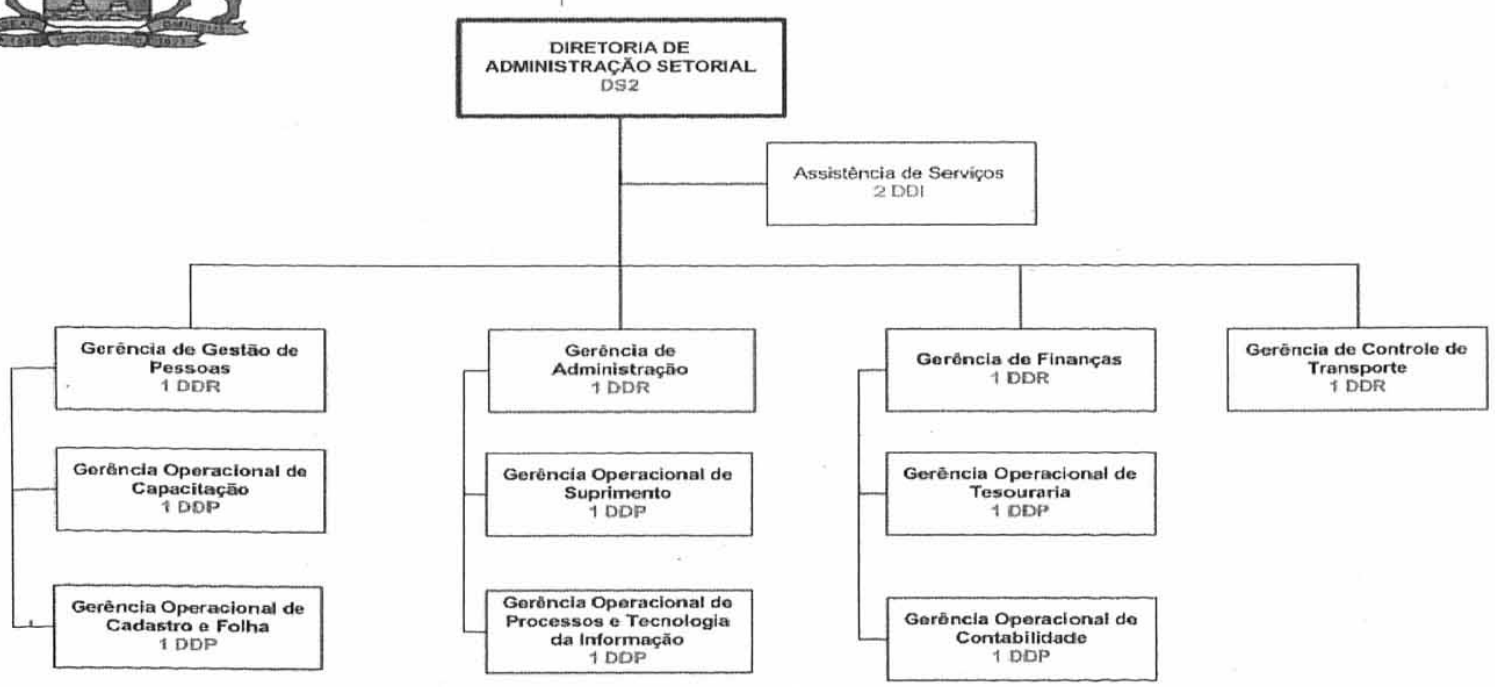 DIRETORIA DE
ADMINISTRAÇÃO SETORIAL
DS2
Assistência de Serviços
2 DDI
Gerência de Gestão de
Pessoas
1 DDR
Gerência de
Administração
1 DDR
Gerência de Finanças
1 DDR
Gerência de Controle de
Transporte
1 DDR
Gerência Operacional de
Capacitação
1 DDP
Gerência Operacional de
Suprimento
1 DDP
Gerência Operacional de
Tesouraria
1 DDP
Gerência Operacional de
Cadastro e Folha
1 DDP
Gerência Operacional de
Processos e Tecnologia
da Informação
1 DDP
Gerência Operacional de
Contabilidade
1 DDP